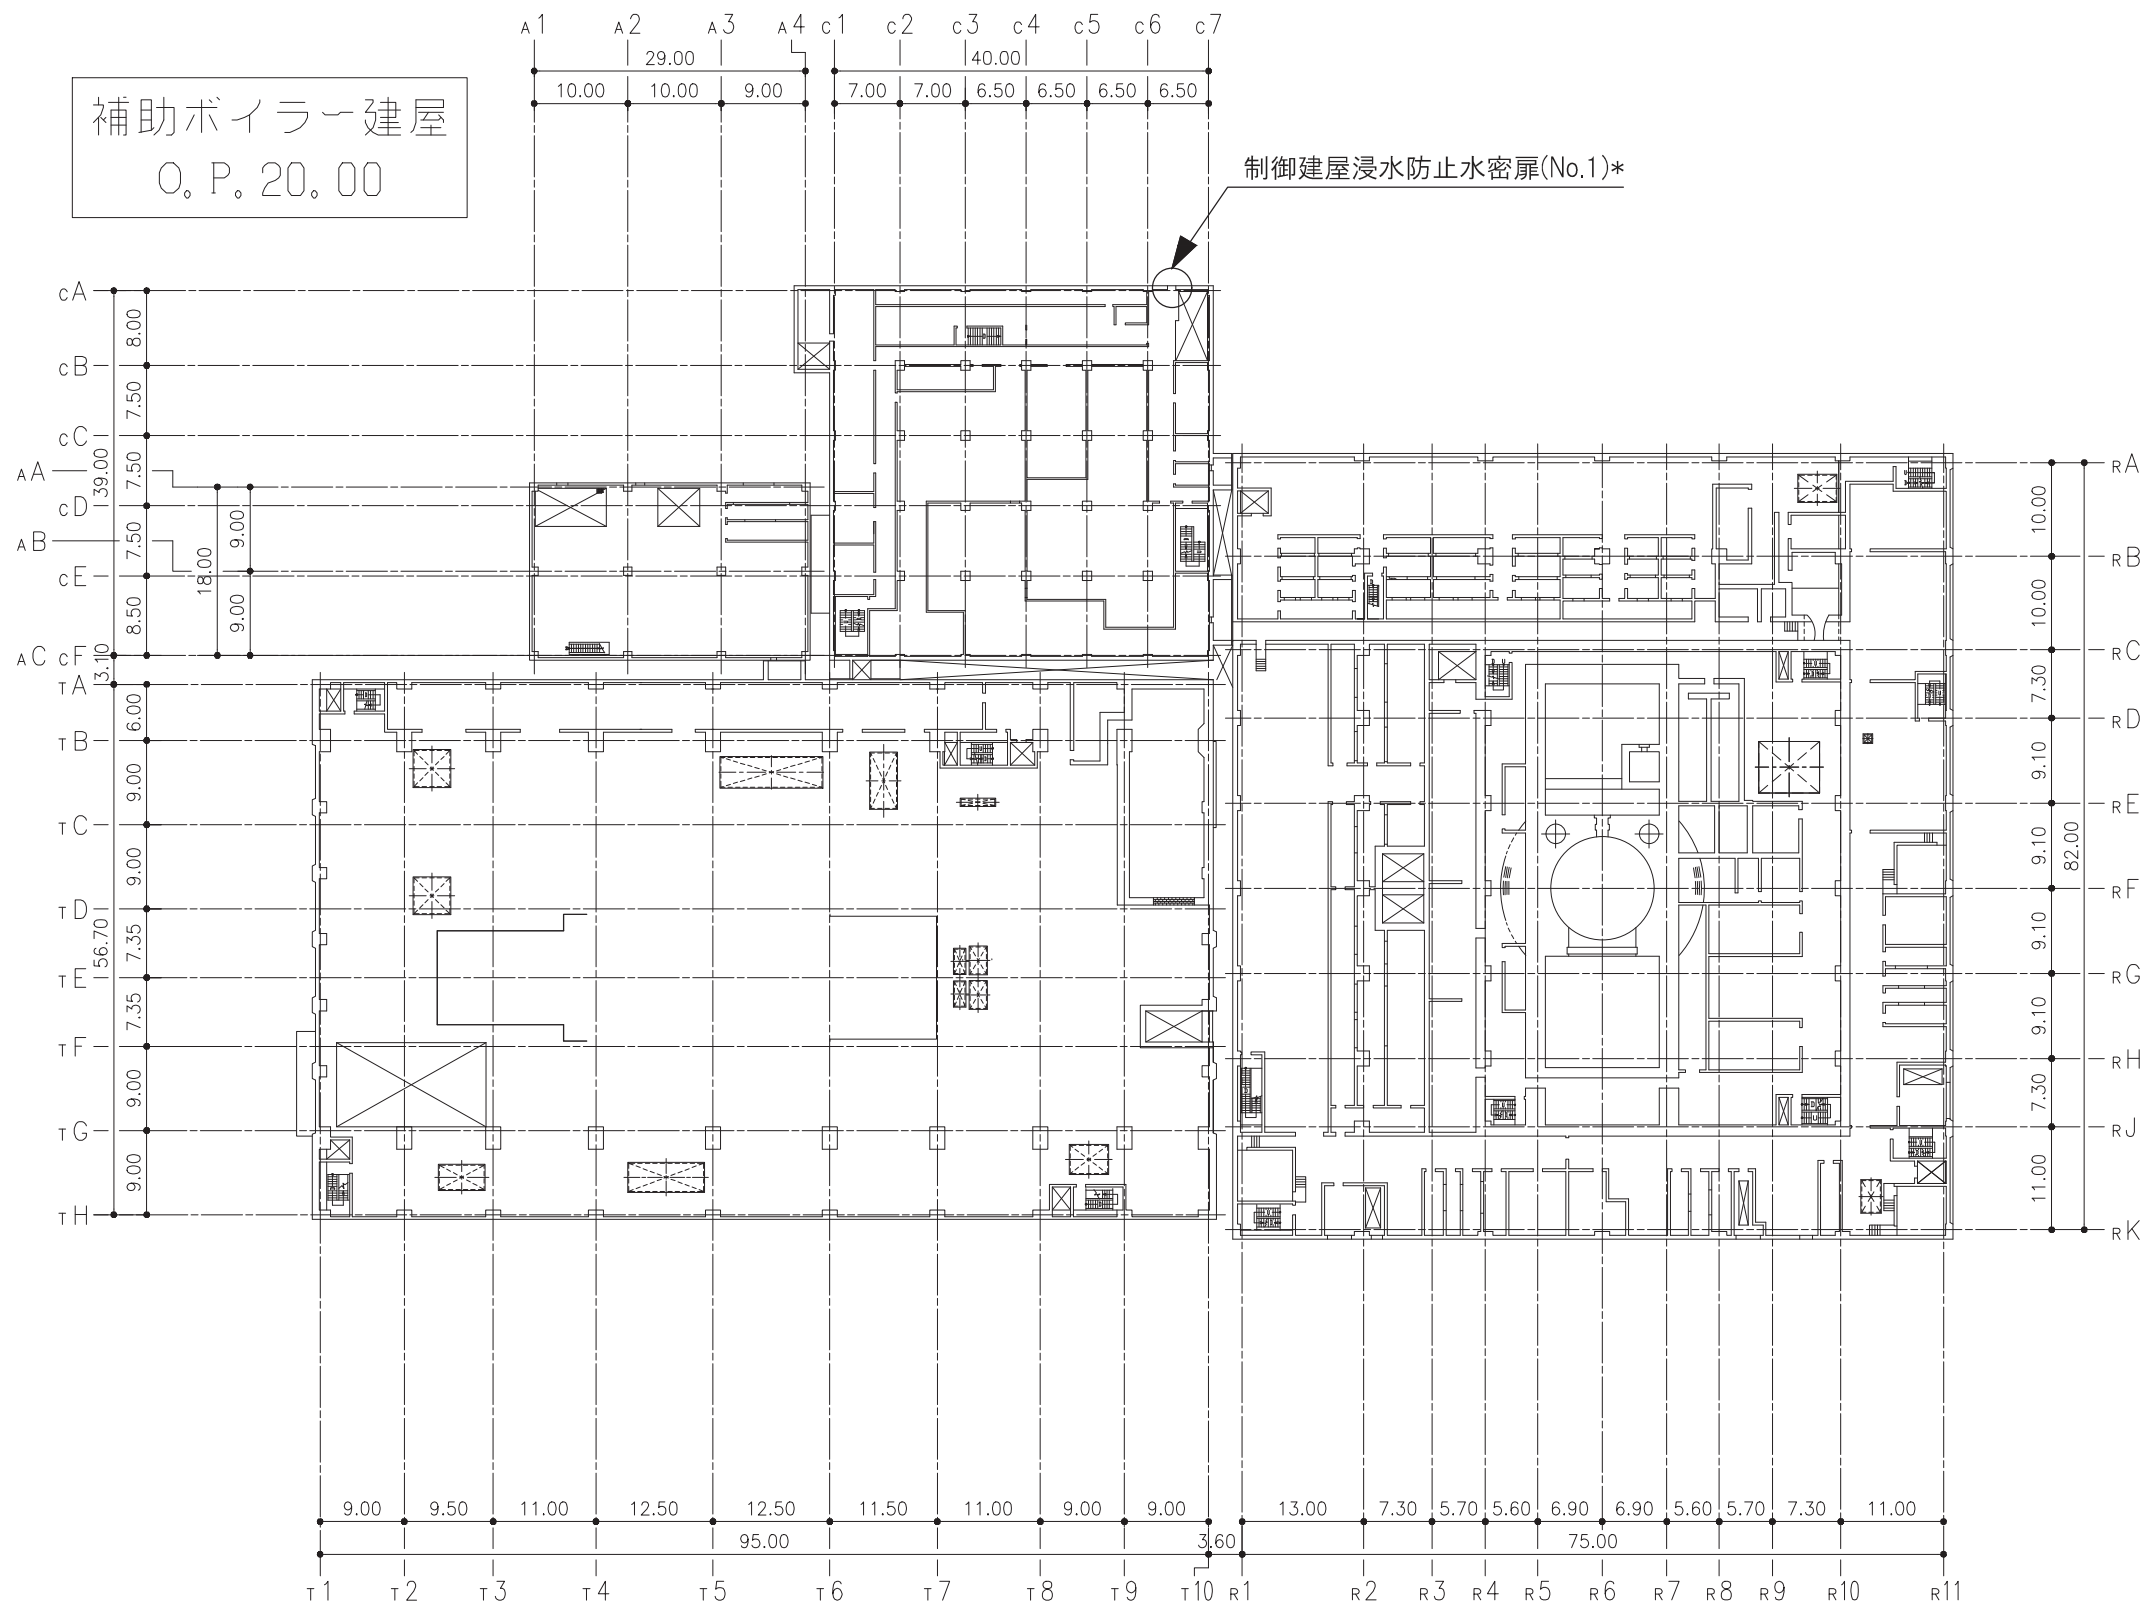 A1 A2 A3 A4 C1 C2 C3 C4 C5 C6 C7
29.00 40.00
10.00 10.00 9.00 7.00 7.00 6.50 6.50 6.50 6.50
補助ボイラー建屋
O.P.20.00
制御建屋浸水防止水密扉(No.1)*
CA
8.00
CB
7.50
CC
39.00
7.50
AA
CD
7.50
AB
CE
8.50
AC CF
18.00
9.00
9.00
3.10
TA
6.00
TB
9.00
TC
9.00
TD
56.70
7.35
TE
7.35
TF
9.00
TG
9.00
TH
RA
10.00
RB
10.00
RC
7.30
RD
9.10
RE
82.00
9.10
RF
9.10
RG
9.10
RH
7.30
RJ
11.00
RK
9.00 9.50 11.00 12.50 12.50 11.50 11.00 9.00 9.00 13.00 7.30 5.70 5.60 6.90 6.90 5.60 5.70 7.30 11.00
95.00 3.60 75.00
T1 T2 T3 T4 T5 T6 T7 T8 T9 T10 R1 R2 R3 R4 R5 R6 R7 R8 R9 R10 R11